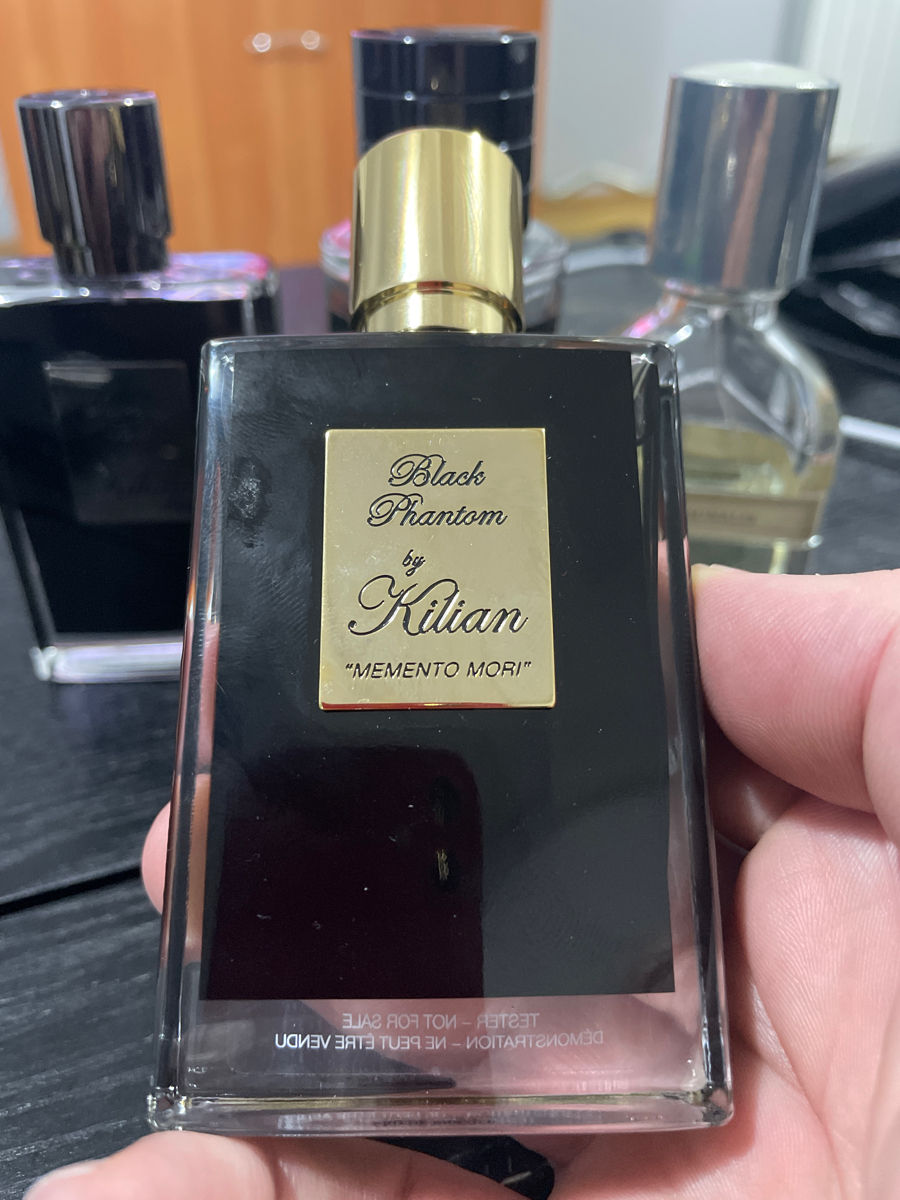 Black
Phantom
by
Kilian
“MEMENTO MORI”
TESTER – NOT FOR SALE
DÉMONSTRATION – NE PEUT ÊTRE VENDU